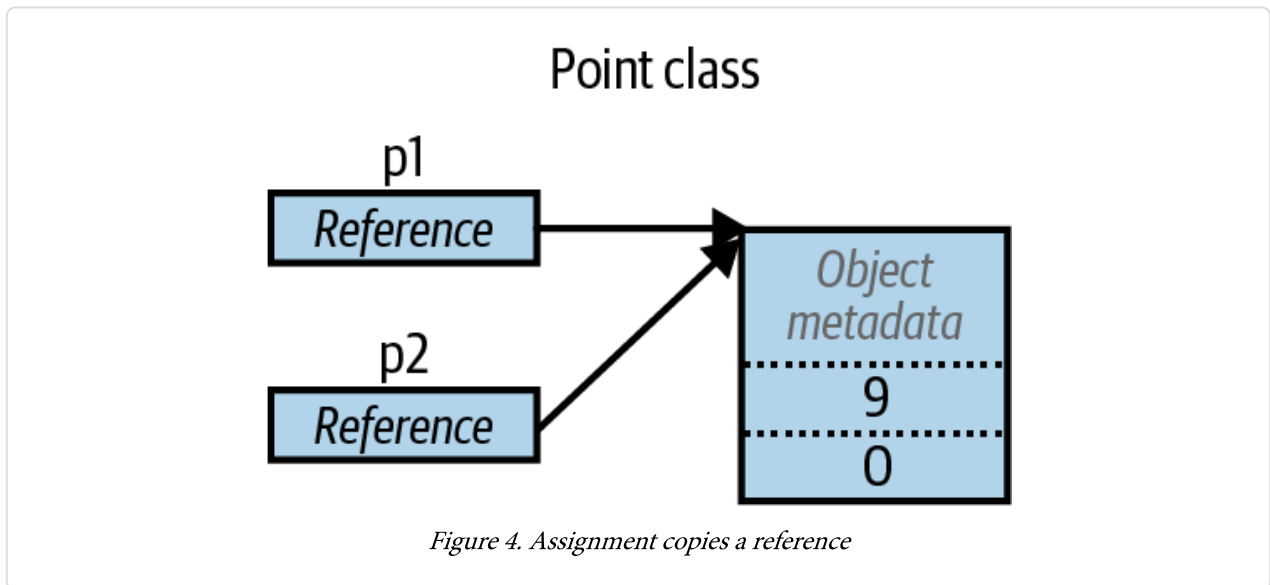 Point class
p1
Reference
p2
Reference
Object
metadata
9
0
Figure 4. Assignment copies a reference